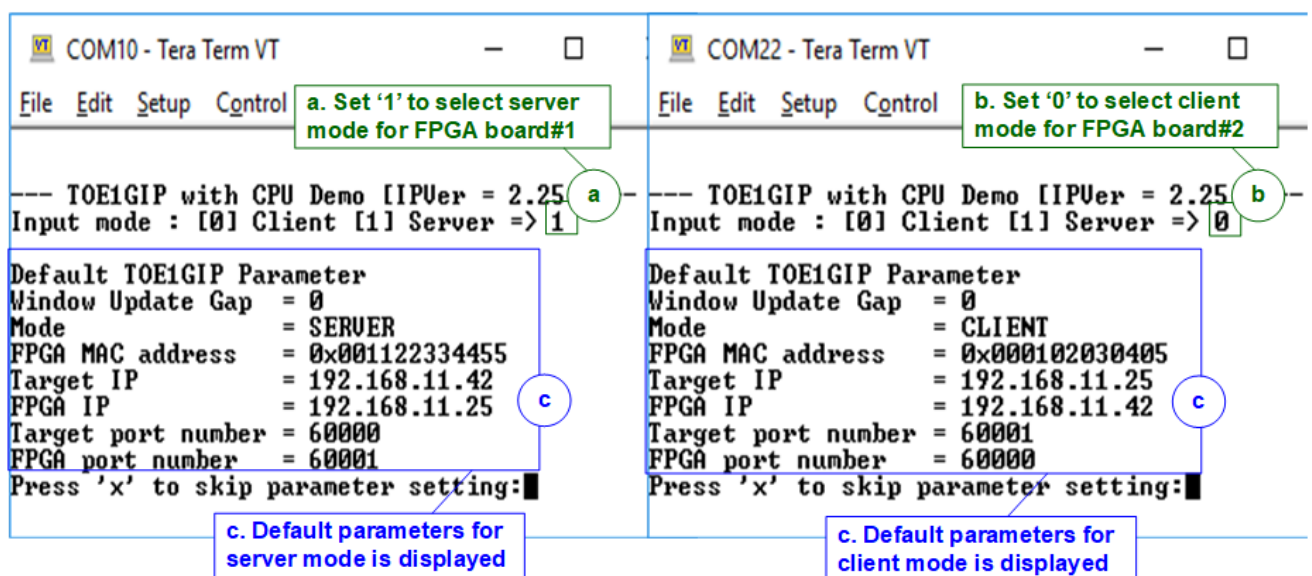 COM10 - Tera Term VT
File Edit Setup Control
a. Set ‘1’ to select server
mode for FPGA board#1
--- TOE1GIP with CPU Demo [IPVer = 2.25
a
Input mode : [0] Client [1] Server => 1
Default TOE1GIP Parameter
Window Update Gap = 0
Mode = SERVER
FPGA MAC address = 0x001122334455
Target IP = 192.168.11.42
FPGA IP = 192.168.11.25
c
Target port number = 60000
FPGA port number = 60001
Press 'x' to skip parameter setting:
c. Default parameters for
server mode is displayed
COM22 - Tera Term VT
File Edit Setup Control
b. Set ‘0’ to select client
mode for FPGA board#2
--- TOE1GIP with CPU Demo [IPVer = 2.25
b
--
Input mode : [0] Client [1] Server => 0
Default TOE1GIP Parameter
Window Update Gap = 0
Mode = CLIENT
FPGA MAC address = 0x000102030405
Target IP = 192.168.11.25
FPGA IP = 192.168.11.42
c
Target port number = 60001
FPGA port number = 60000
Press 'x' to skip parameter setting:
c. Default parameters for
client mode is displayed